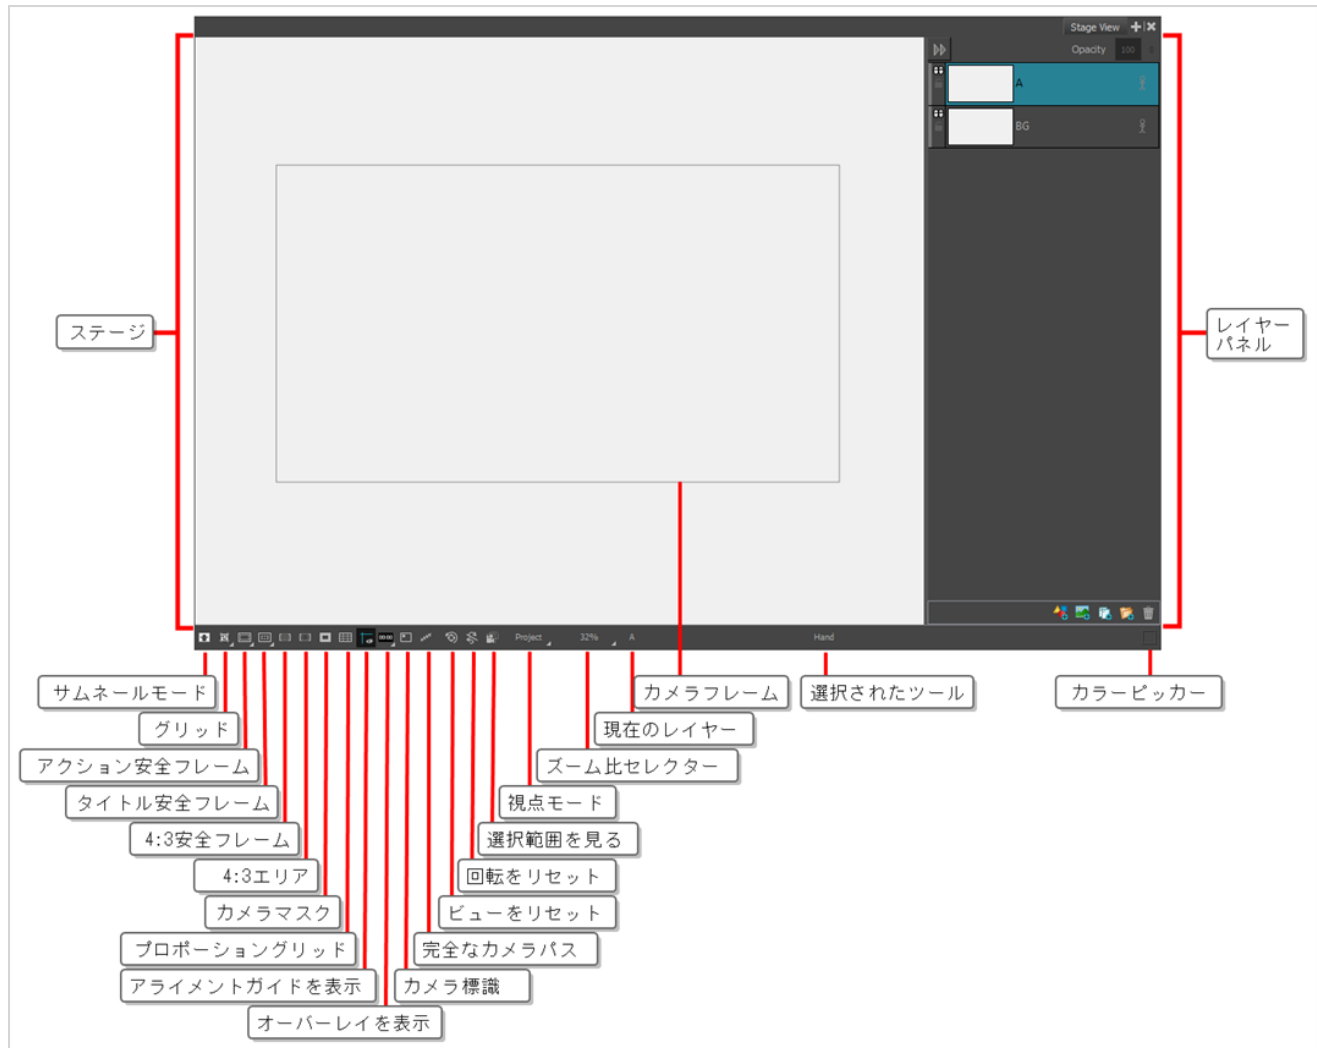 Stage View
Opacity 100
A
BG
ステージ
レイヤー
パネル
00:00
Project
32%
A
Hand
サムネールモード
カメラフレーム
選択されたツール
カラーピッカー
グリッド
現在のレイヤー
アクション安全フレーム
ズーム比セレクター
タイトル安全フレーム
視点モード
4:3安全フレーム
選択範囲を見る
4:3エリア
回転をリセット
カメラマスク
ビューをリセット
プロポーショングリッド
完全なカメラパス
アライメントガイドを表示
カメラ標識
オーバーレイを表示